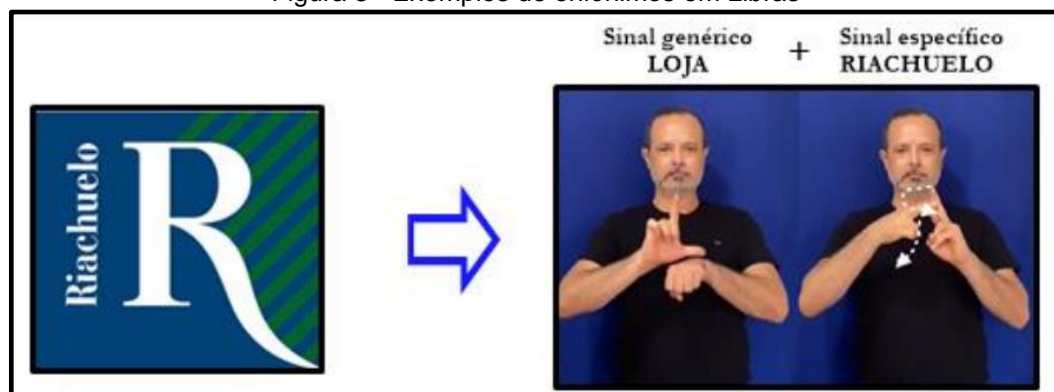 Sinal genérico
LOJA
+
Sinal específico
RIACHUELO
Riachuelo
R